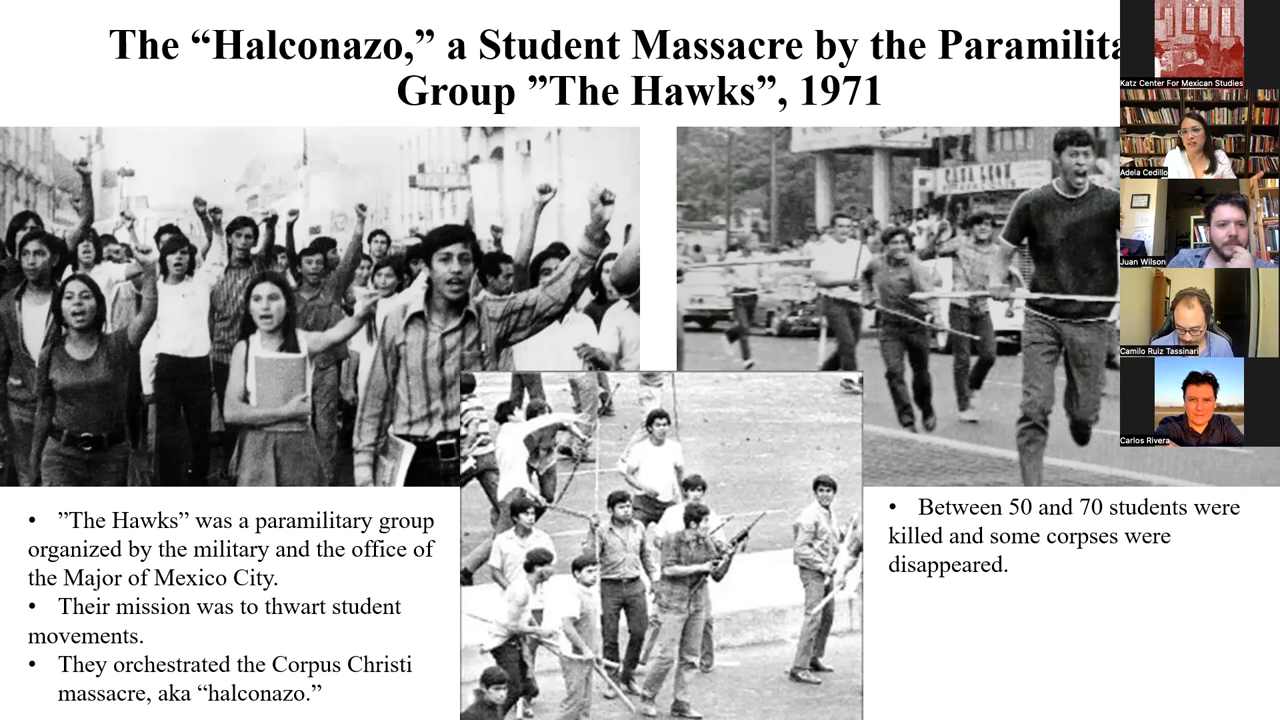 The “Halconazo,” a Student Massacre by the Paramilita
Group ”The Hawks”, 1971
Katz Center For Mexican Studies
Adela Cedillo
Juan Wilson
Camilo Ruiz Tassinari
Carlos Rivera
• ”The Hawks” was a paramilitary group
organized by the military and the office of
the Major of Mexico City.
• Their mission was to thwart student
movements.
• They orchestrated the Corpus Christi
massacre, aka “halconazo.”
• Between 50 and 70 students were
killed and some corpses were
disappeared.